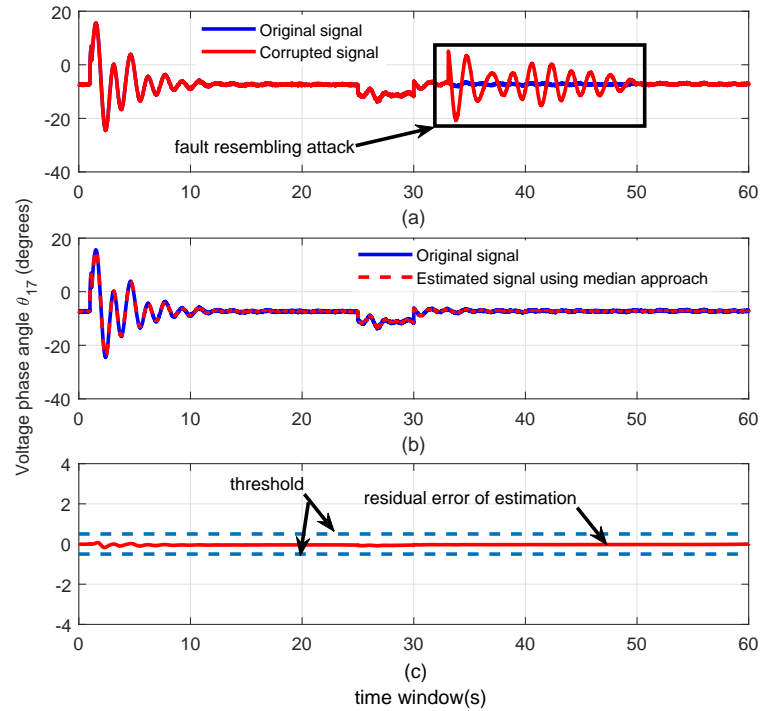 Voltage phase angle θ17 (degrees)
20
0
-20
-40
Original signal
Corrupted signal
fault resembling attack
0 10 20 30 40 50 60
(a)
20
0
-20
-40
Original signal
Estimated signal using median approach
0 10 20 30 40 50 60
(b)
4
2
0
-2
-4
threshold
residual error of estimation
0 10 20 30 40 50 60
(c)
time window(s)